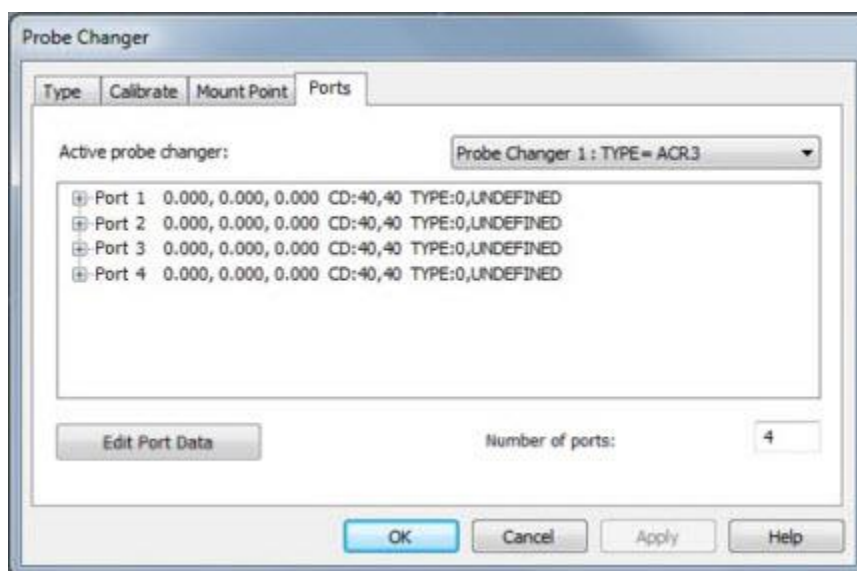 Probe Changer
Type Calibrate Mount Point Ports
Active probe changer: Probe Changer 1 : TYPE= ACR3
Port 1 0.000, 0.000, 0.000 CD:40,40 TYPE:0,UNDEFINED
Port 2 0.000, 0.000, 0.000 CD:40,40 TYPE:0,UNDEFINED
Port 3 0.000, 0.000, 0.000 CD:40,40 TYPE:0,UNDEFINED
Port 4 0.000, 0.000, 0.000 CD:40,40 TYPE:0,UNDEFINED
Edit Port Data Number of ports: 4
OK Cancel Apply Help